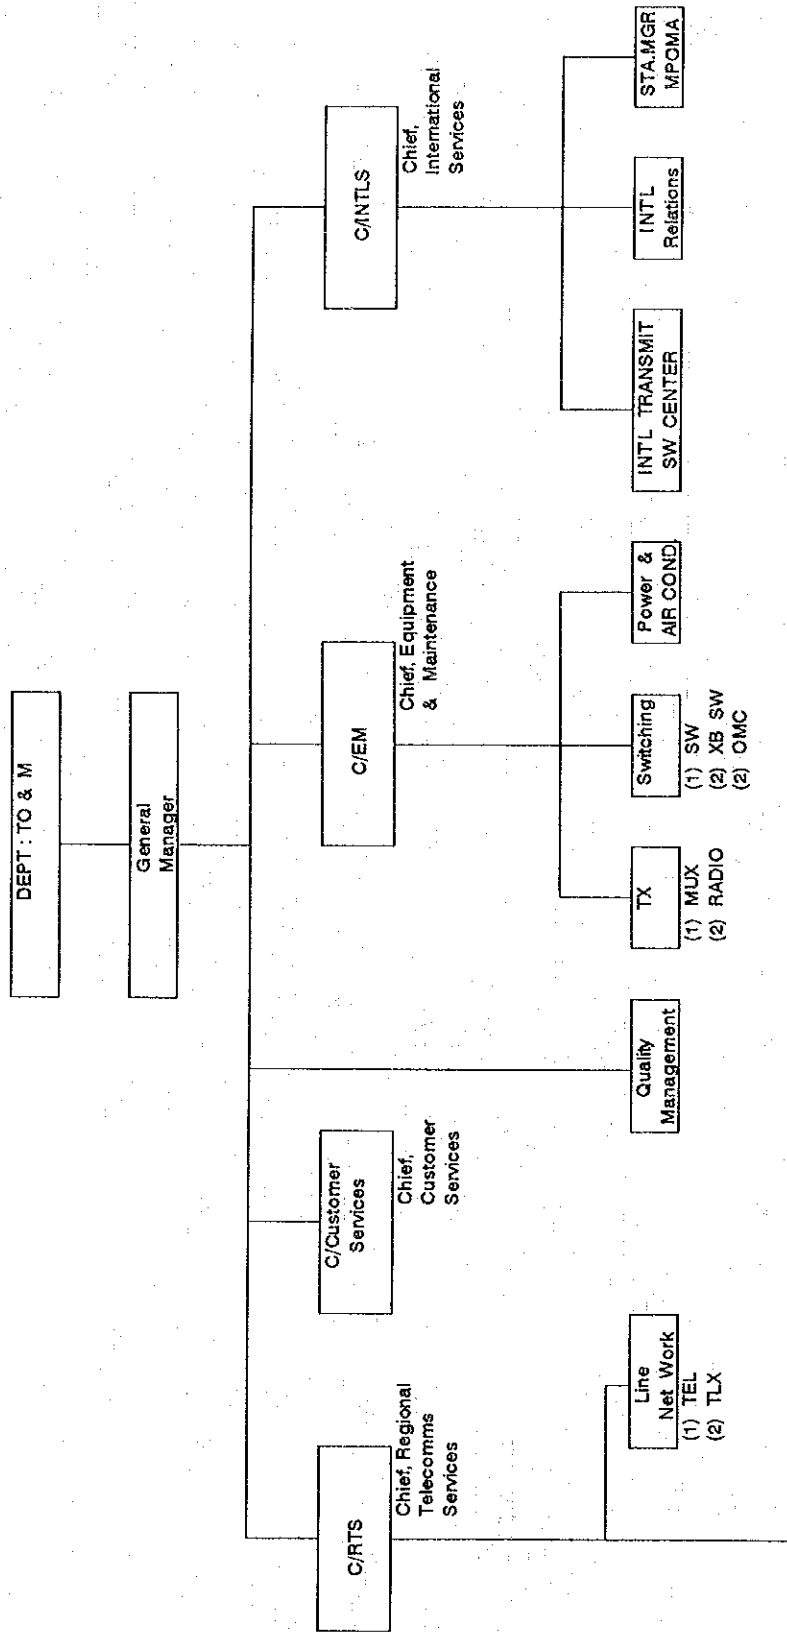 DEPT : TO & M
General
Manager
C/RTS
Chief, Regional
Telecomms
Services
C/Customer
Services
Chief,
Customer
Services
C/EM
Chief, Equipment
& Maintenance
C/INTLS
Chief,
International
Services
Line
Net Work
(1) TEL
(2) TLX
Quality
Management
TX
(1) MUX
(2) RADIO
Switching
(1) SW
(2) XB SW
(2) OMC
Power &
AIR COND.
INT'L TRANSMIT
SW CENTER
INT'L
Relations
STA.MGR
MPOMA